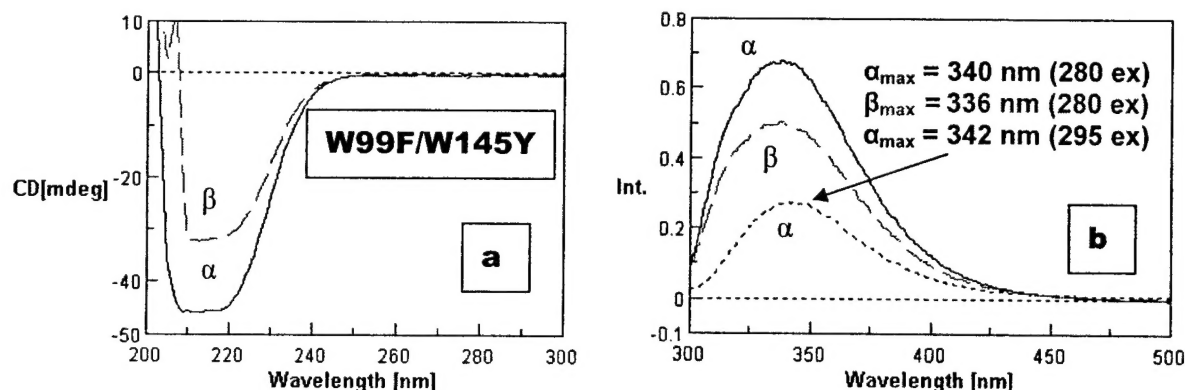 10
0
-20
-40
-50
CD[mdeg]
W99F/W145Y
β
α
a
200 220 240 260 280 300
Wavelength [nm]
0.8
0.6
0.4
0.2
0
-0.1
Int.
α
αmax = 340 nm (280 ex)
βmax = 336 nm (280 ex)
αmax = 342 nm (295 ex)
β
α
b
300 350 400 450 500
Wavelength [nm]